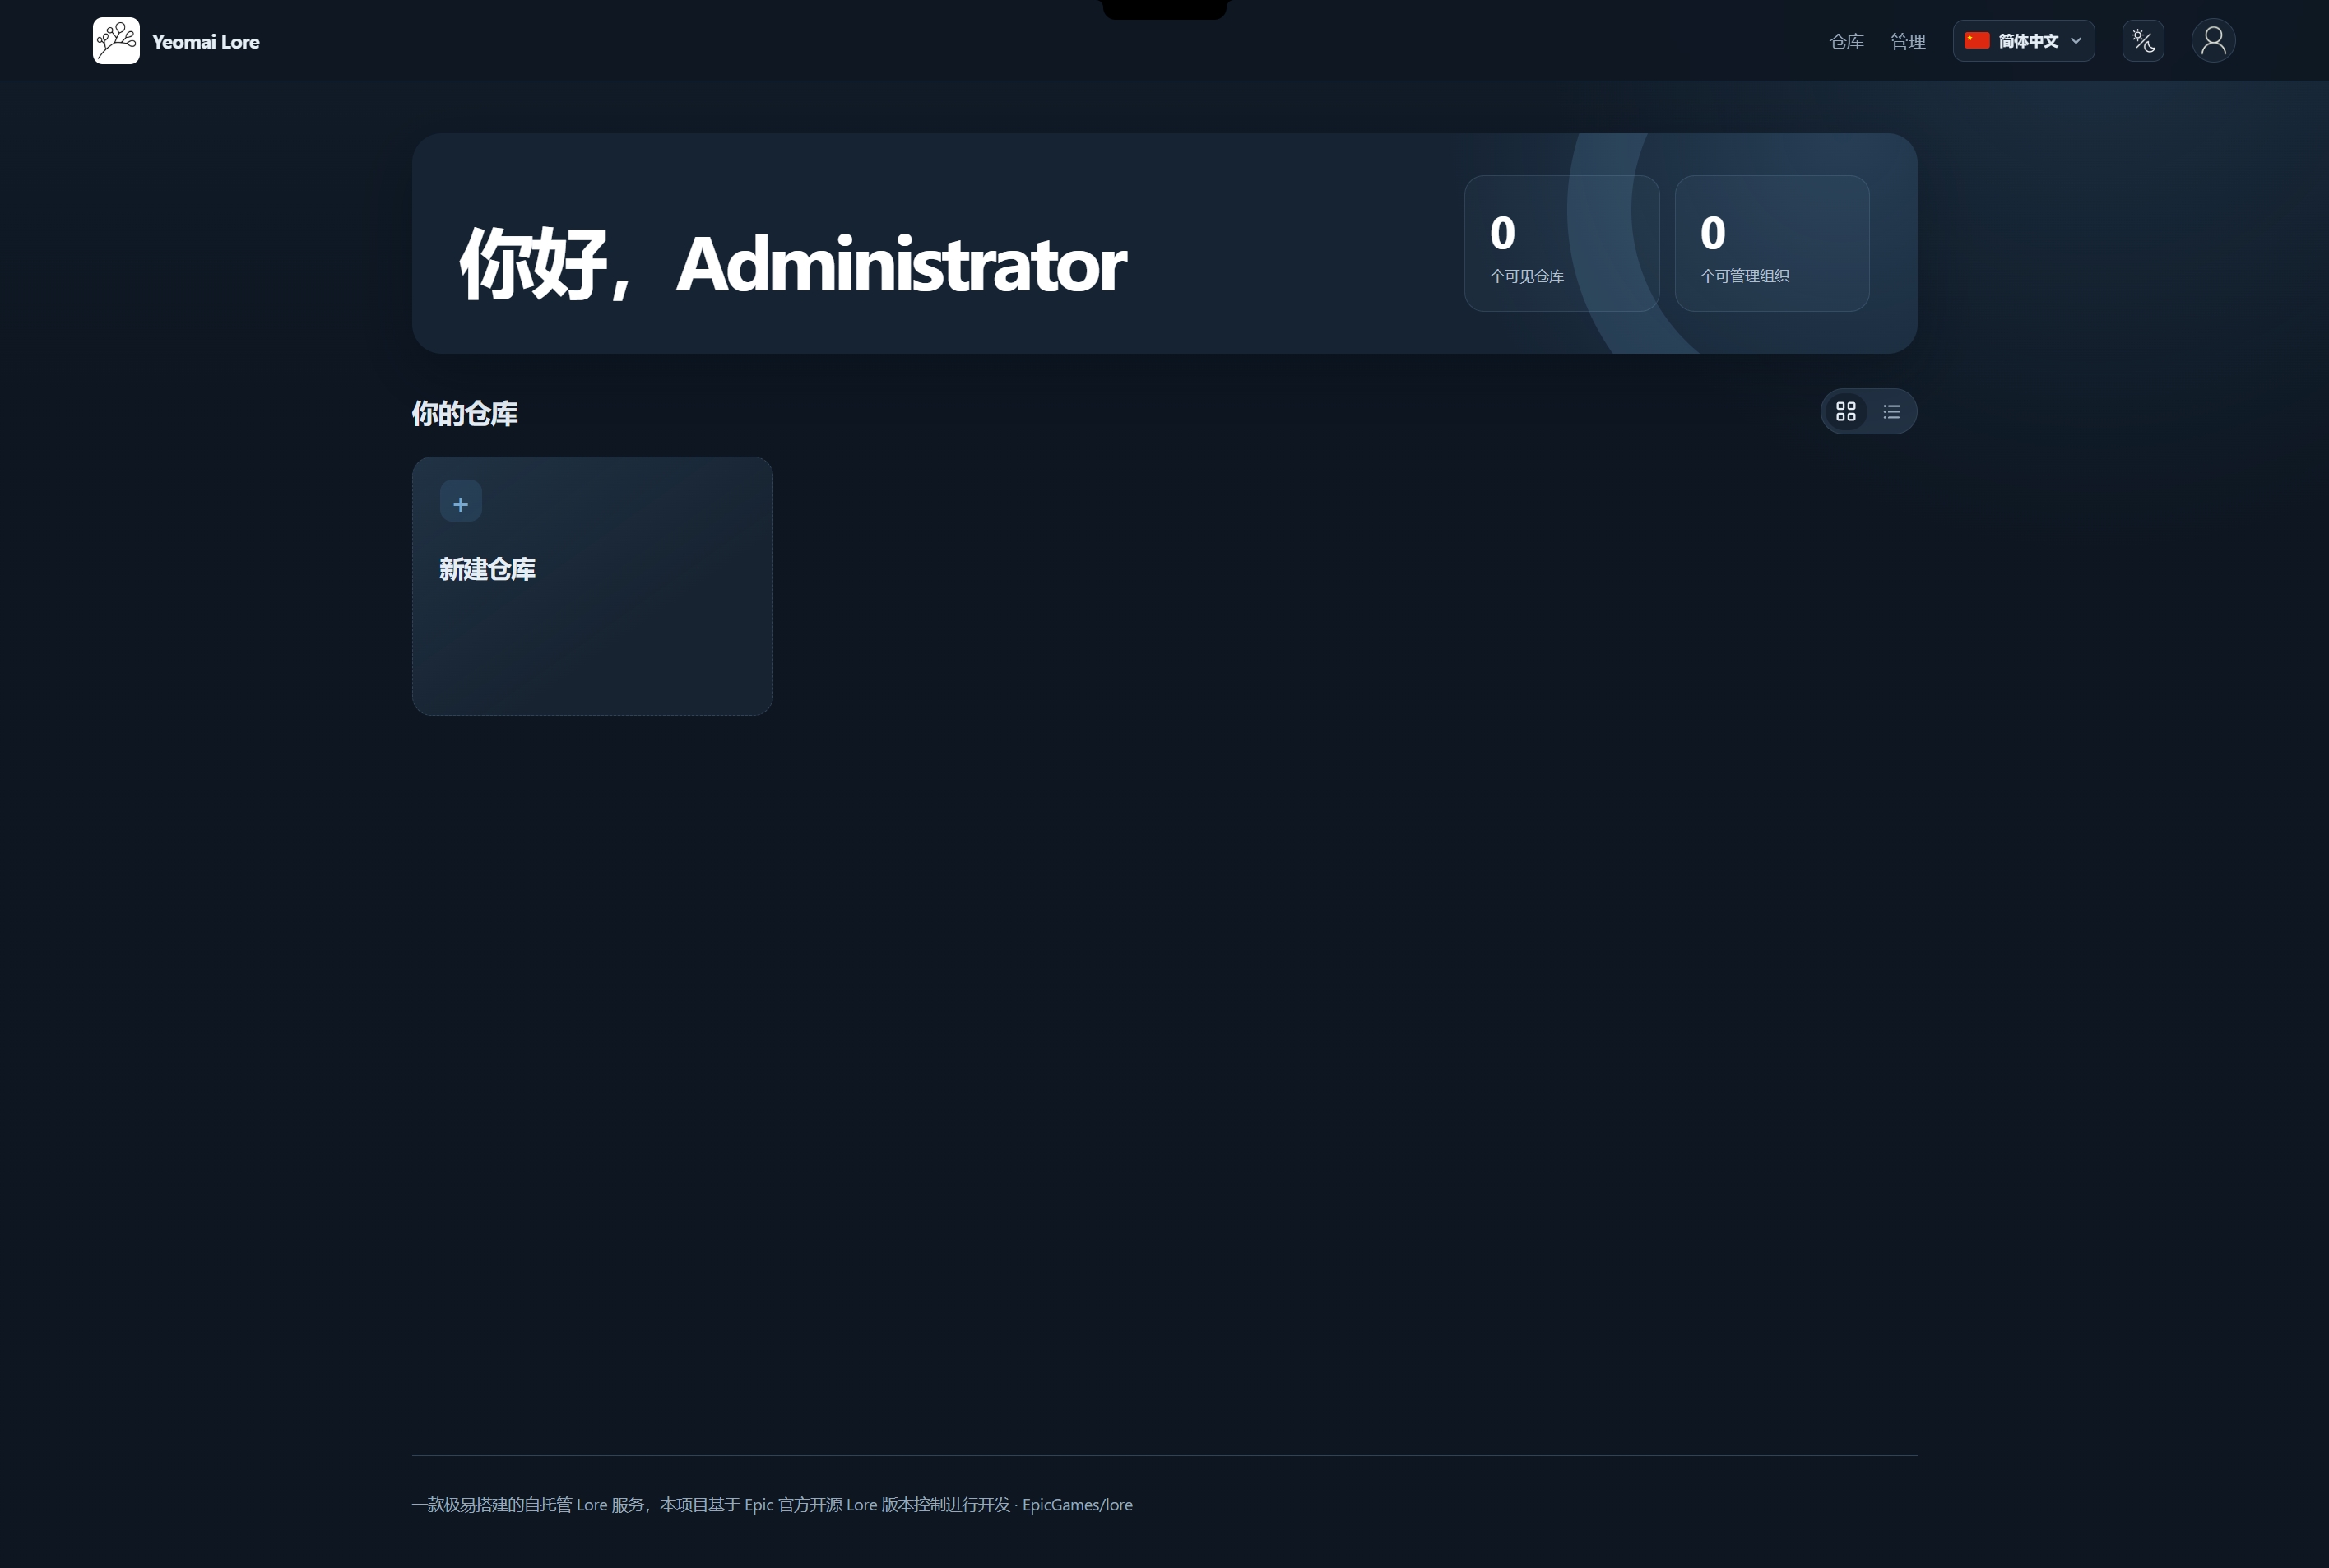 Yeomai Lore
仓库
管理
简体中文
你好，Administrator
0
个可见仓库
0
个可管理组织
你的仓库
+
新建仓库
一款极易搭建的自托管 Lore 服务，本项目基于 Epic 官方开源 Lore 版本控制进行开发 · EpicGames/lore